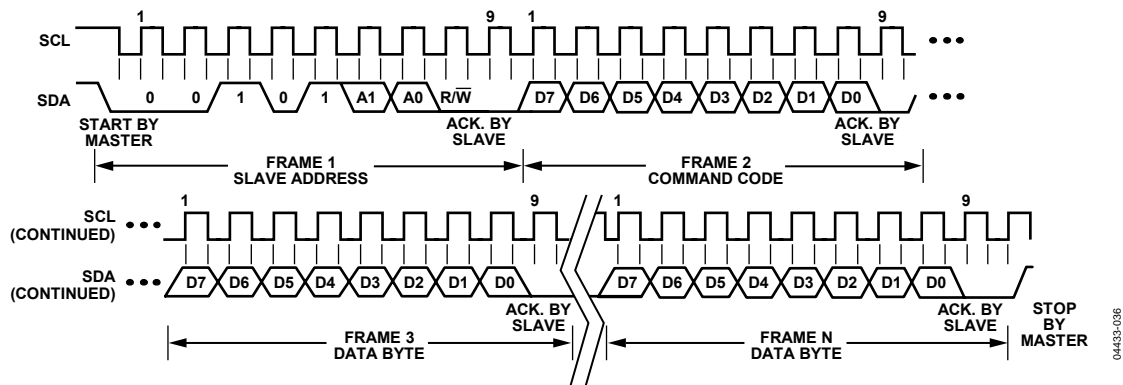 1 9 1 9
SCL
SDA 0 0 1 0 1 A1 A0 R/W̅ D7 D6 D5 D4 D3 D2 D1 D0
START BY
MASTER
ACK. BY
SLAVE
ACK. BY
SLAVE
FRAME 1
SLAVE ADDRESS
FRAME 2
COMMAND CODE
1 9 1 9
SCL
(CONTINUED)
SDA
(CONTINUED)
D7 D6 D5 D4 D3 D2 D1 D0 D7 D6 D5 D4 D3 D2 D1 D0
ACK. BY
SLAVE
ACK. BY
SLAVE
STOP
BY
MASTER
FRAME 3
DATA BYTE
FRAME N
DATA BYTE
04433-036